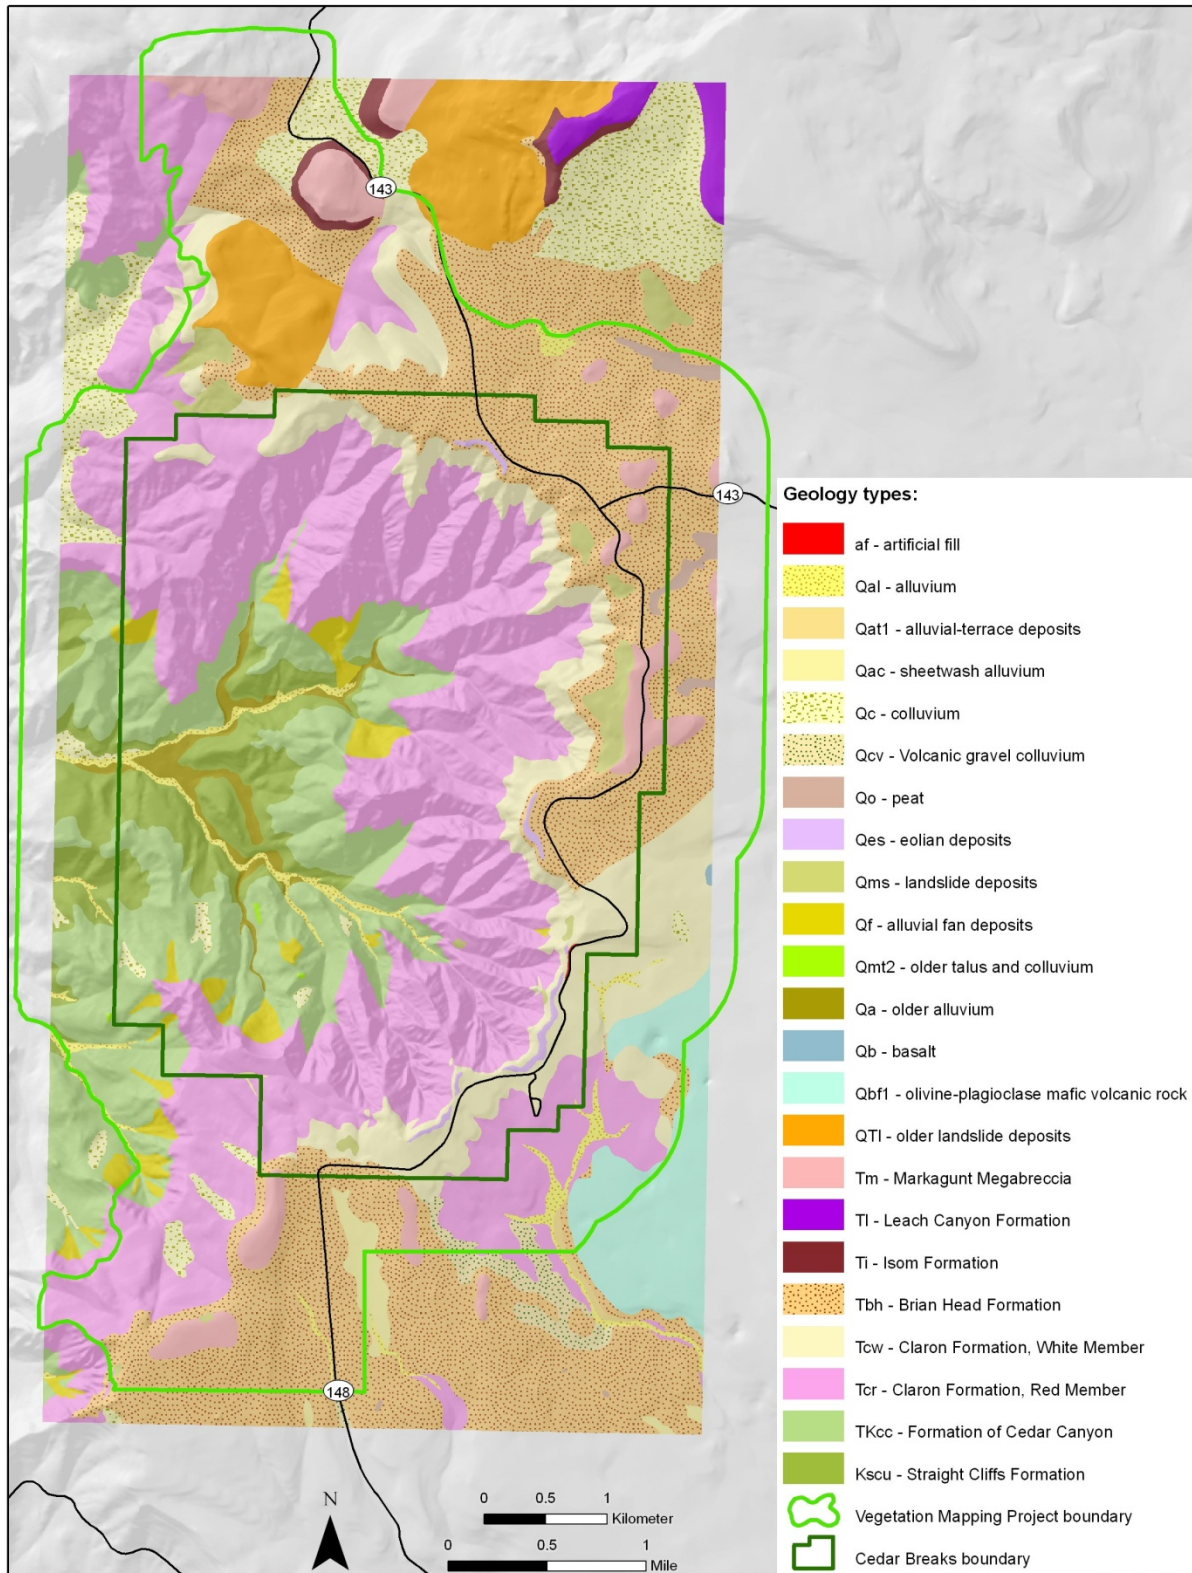 143
143
Geology types:
af - artificial fill
Qal - alluvium
Qat1 - alluvial-terrace deposits
Qac - sheetwash alluvium
Qc - colluvium
Qcv - Volcanic gravel colluvium
Qo - peat
Qes - eolian deposits
Qms - landslide deposits
Qf - alluvial fan deposits
Qmt2 - older talus and colluvium
Qa - older alluvium
Qb - basalt
Qbf1 - olivine-plagioclase mafic volcanic rock
QTl - older landslide deposits
Tm - Markagunt Megabreccia
Tl - Leach Canyon Formation
Ti - Isom Formation
Tbh - Brian Head Formation
Tcw - Claron Formation, White Member
Tcr - Claron Formation, Red Member
TKcc - Formation of Cedar Canyon
Kscu - Straight Cliffs Formation
Vegetation Mapping Project boundary
Cedar Breaks boundary
148
N
0 0.5 1
Kilometer
0 0.5 1
Mile